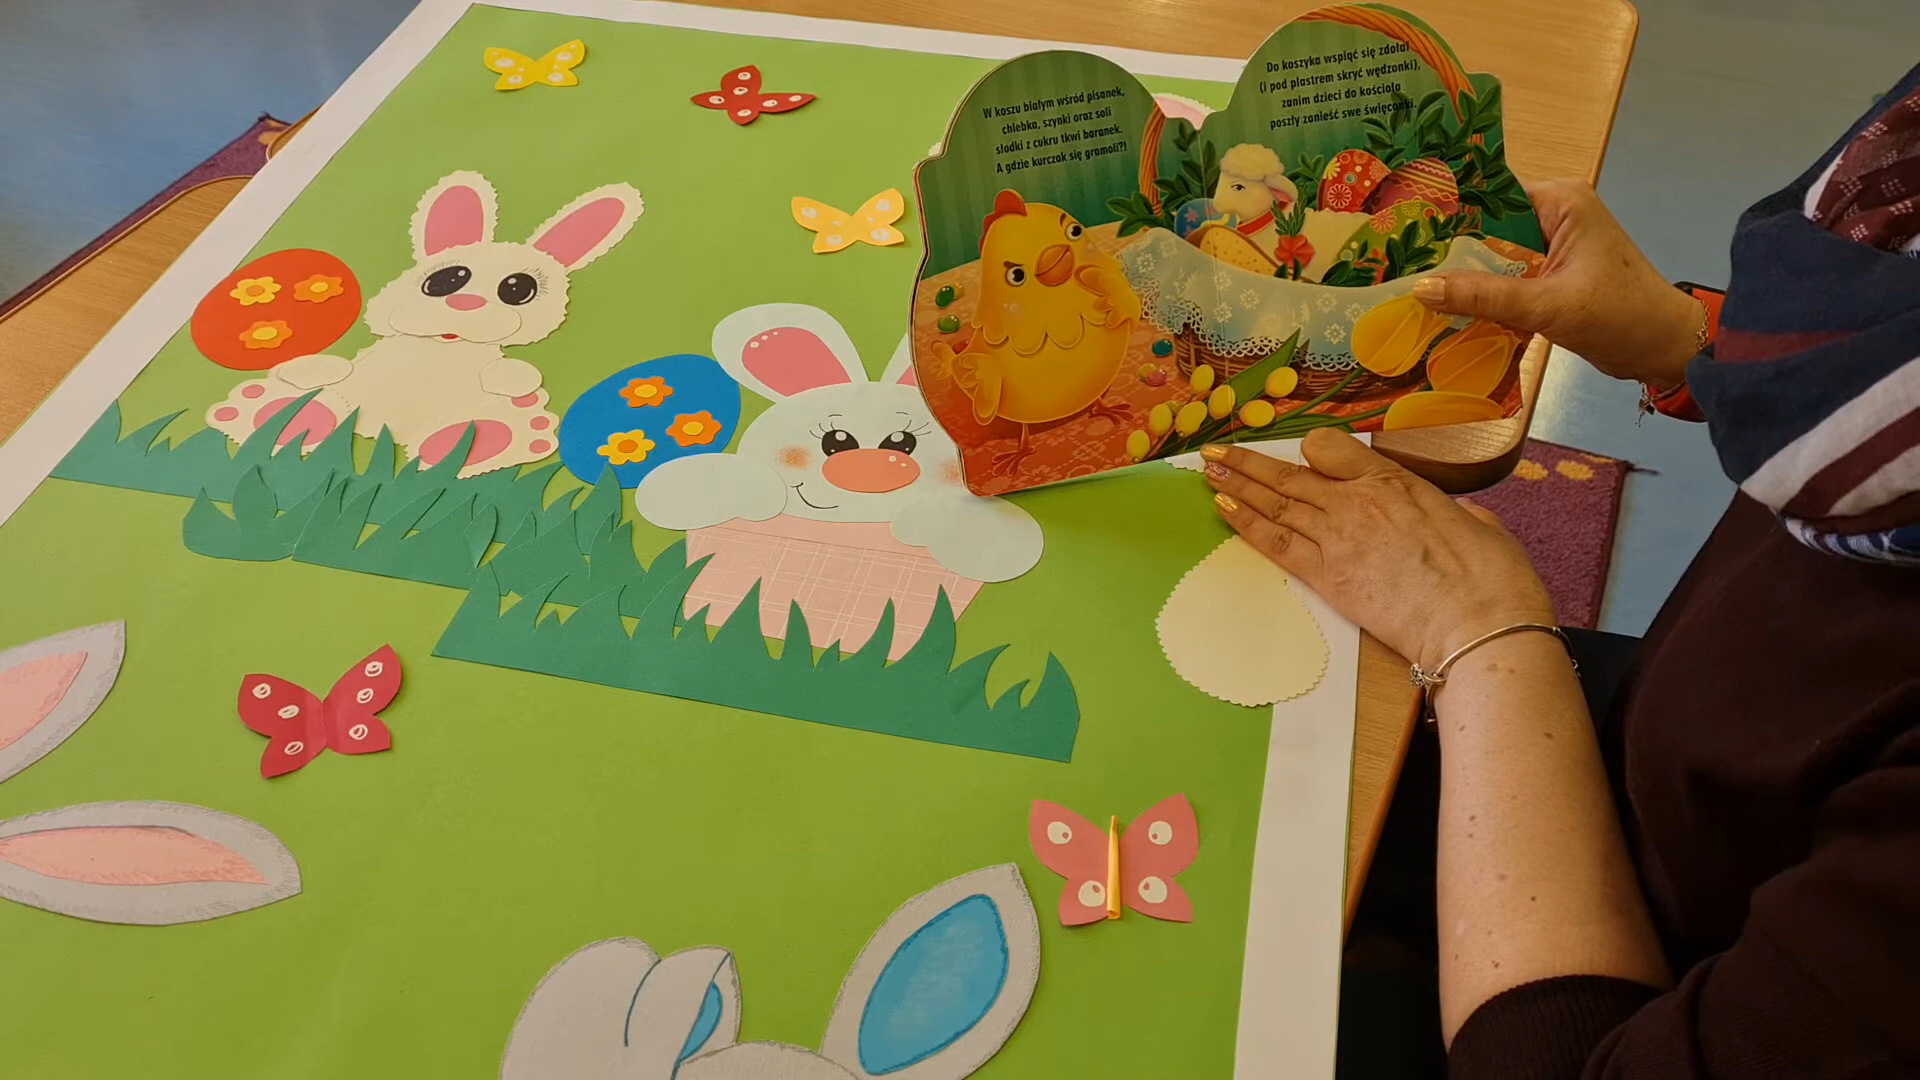 W koszu białym wśród pisanek,
chlebka, szynki oraz soli
słodki z cukru tkwi baranek.
A gdzie kurczak się gramoli?!
Do koszyka wspiąć się zdołał
(i pod plastrem skryć wędzonki),
zanim dzieci do kościoła
poszły zanieść swe święconki.